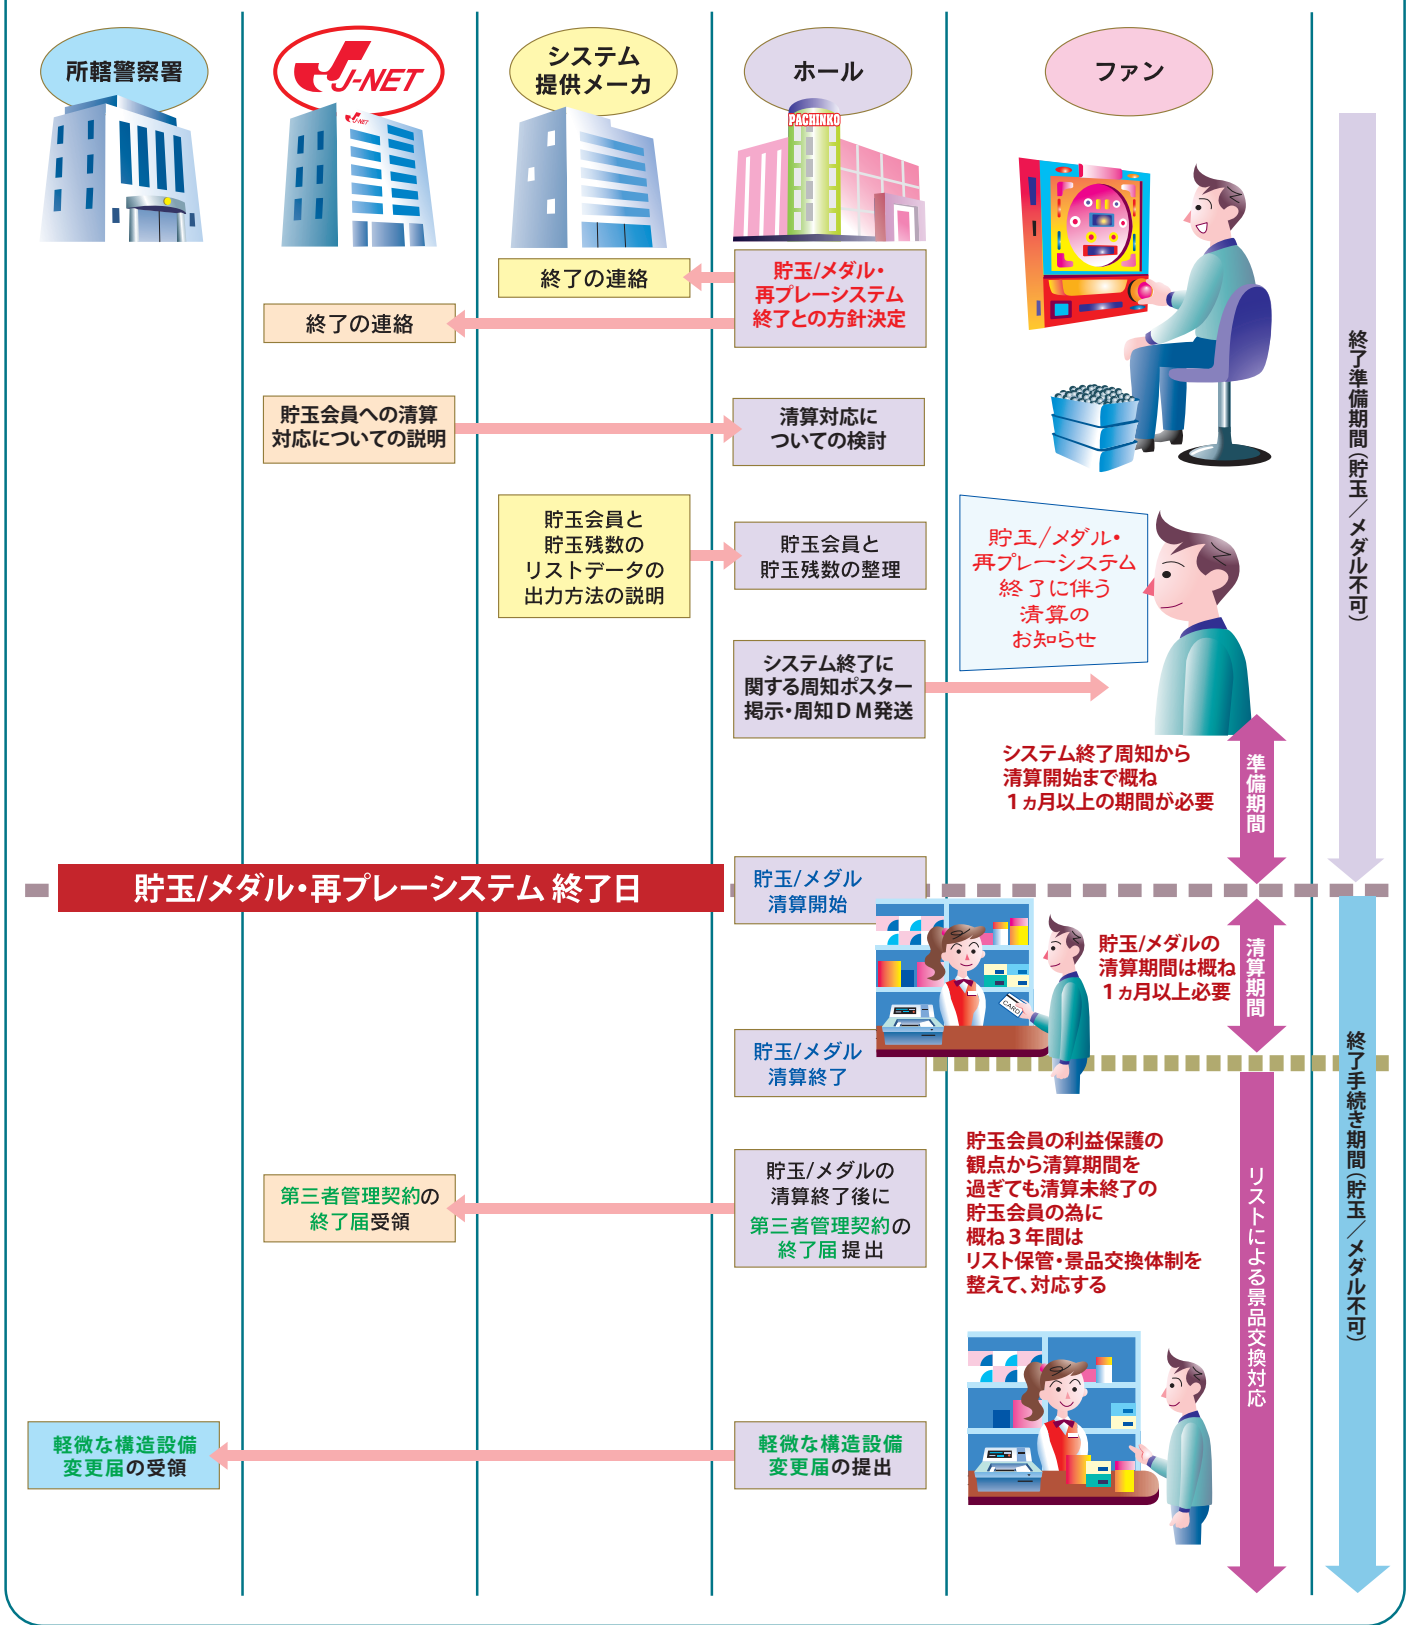 所轄警察署
J-NET
システム
提供メーカ
ホール
ファン
J-NET
PACHINKO
終了の連絡
貯玉/メダル・
再プレーシステム
終了との方針決定
終了の連絡
貯玉会員への清算
対応についての説明
清算対応に
ついての検討
貯玉会員と
貯玉残数の
リストデータの
出力方法の説明
貯玉会員と
貯玉残数の整理
貯玉/メダル・
再プレーシステム
終了に伴う
清算の
お知らせ
システム終了に
関する周知ポスター
掲示・周知DM発送
システム終了周知から
清算開始まで概ね
1ヵ月以上の期間が必要
準備期間
終了準備期間(貯玉/メダル不可)
貯玉/メダル・再プレーシステム 終了日
貯玉/メダル
清算開始
CARD
貯玉/メダルの
清算期間は概ね
1ヵ月以上必要
清算期間
貯玉/メダル
清算終了
終了手続き期間(貯玉/メダル不可)
第三者管理契約の
終了届受領
貯玉/メダルの
清算終了後に
第三者管理契約の
終了届提出
貯玉会員の利益保護の
観点から清算期間を
過ぎても清算未終了の
貯玉会員の為に
概ね3年間は
リスト保管・景品交換体制を
整えて、対応する
リストによる景品交換対応
軽微な構造設備
変更届の受領
軽微な構造設備
変更届の提出